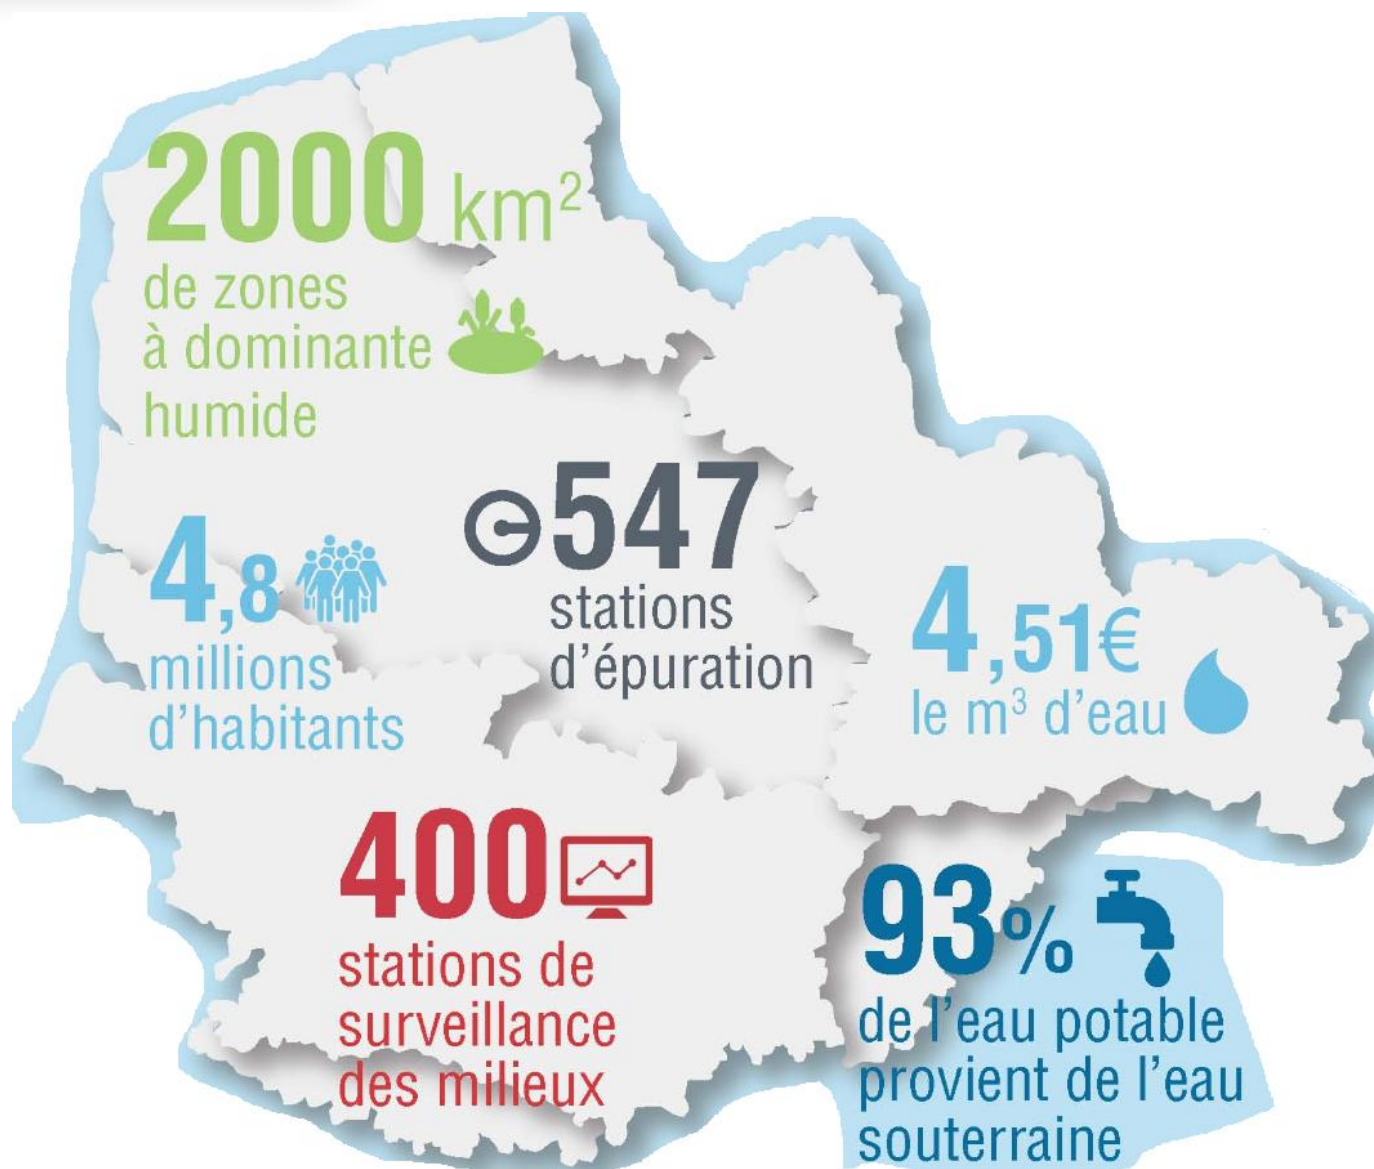 2000 km²
de zones
à dominante
humide
547
stations
d'épuration
4,8
millions
d'habitants
4,51€
le m³ d'eau
400
stations de
surveillance
des milieux
93%
de l'eau potable
provient de l'eau
souterraine